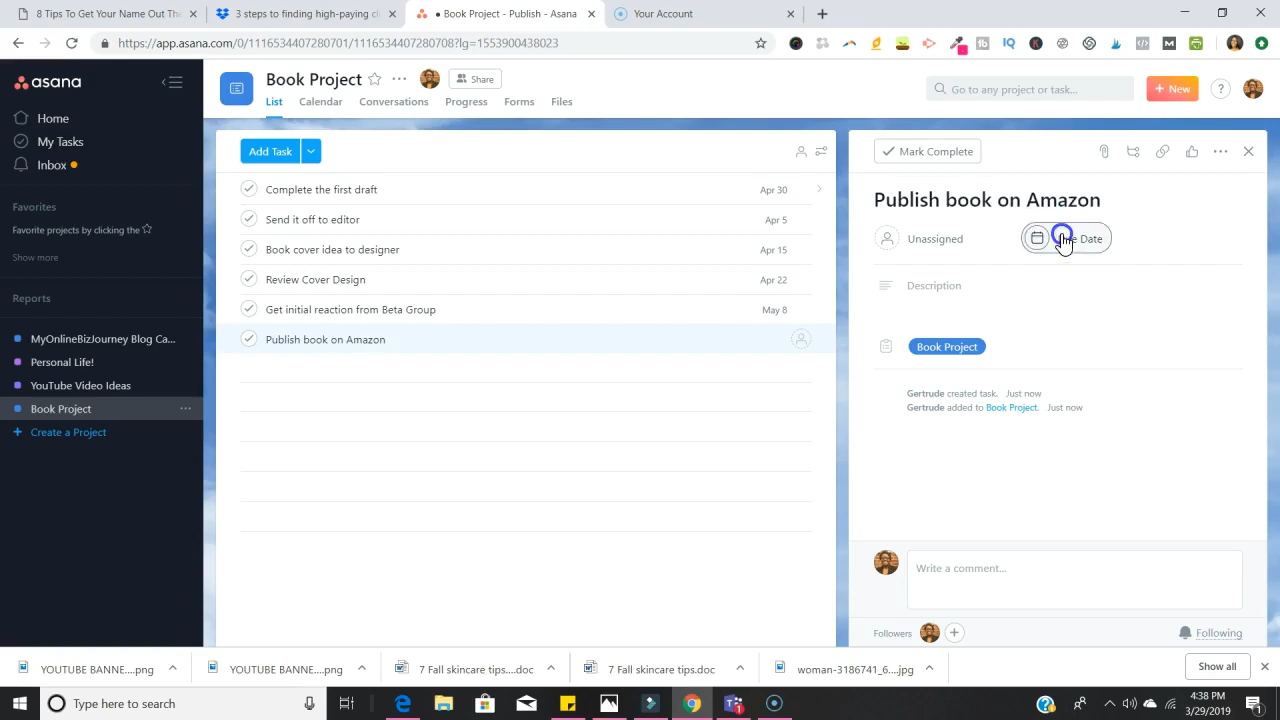 8 Tips To Get Your Name Out The
3 steps to finding high-paying cl
• Book Project - Publish - Asana
Your Account
https://app.asana.com/0/1116534407280701/1116534407280708?lg=1553900438023
asana
Home
My Tasks
Inbox
Favorites
Favorite projects by clicking the
Show more
Reports
MyOnlineBizJourney Blog Ca...
Personal Life!
YouTube Video Ideas
Book Project
+ Create a Project
Book Project
Share
List
Calendar
Conversations
Progress
Forms
Files
Go to any project or task...
+ New
?
Add Task
Complete the first draft
Apr 30
Send it off to editor
Apr 5
Book cover idea to designer
Apr 15
Review Cover Design
Apr 22
Get initial reaction from Beta Group
May 8
Publish book on Amazon
Mark Complete
Publish book on Amazon
Unassigned
Date
Description
Book Project
Gertrude created task. Just now
Gertrude added to Book Project. Just now
Write a comment...
Followers
Following
YOUTUBE BANNE....png
YOUTUBE BANNE....png
7 Fall skincare tips....doc
7 Fall skincare tips.doc
woman-3186741_6....jpg
Show all
Type here to search
4:38 PM
3/29/2019